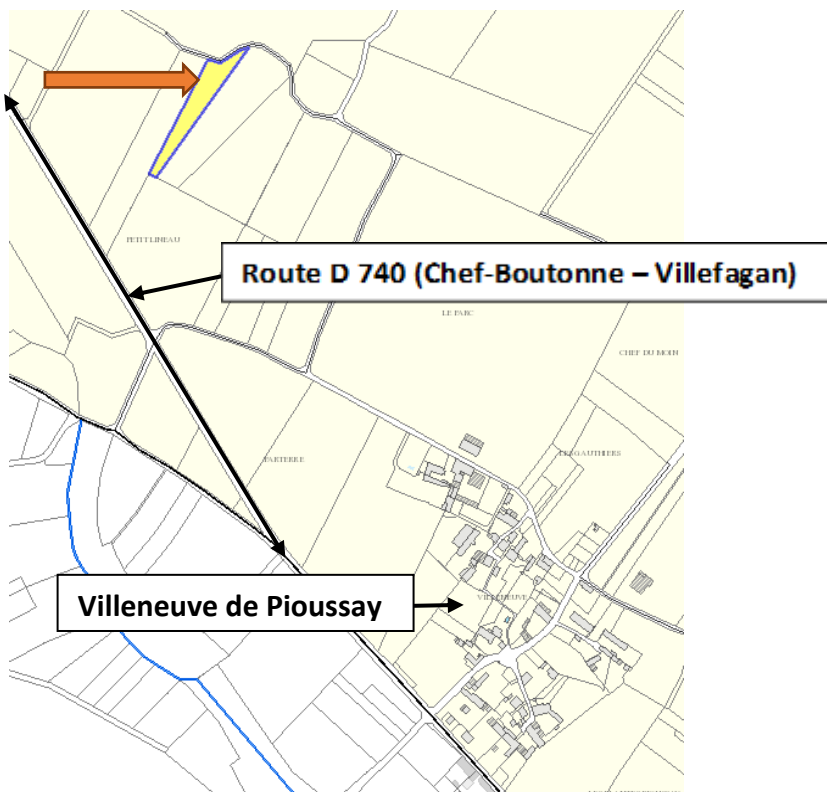 PETIT LINEAU
Route D 740 (Chef-Boutonne – Villefagan)
LE PARC
CHEF DU MOIN
PARTERRE
LES GAUTHIERS
Villeneuve de Pioussay
VILLENEUVE